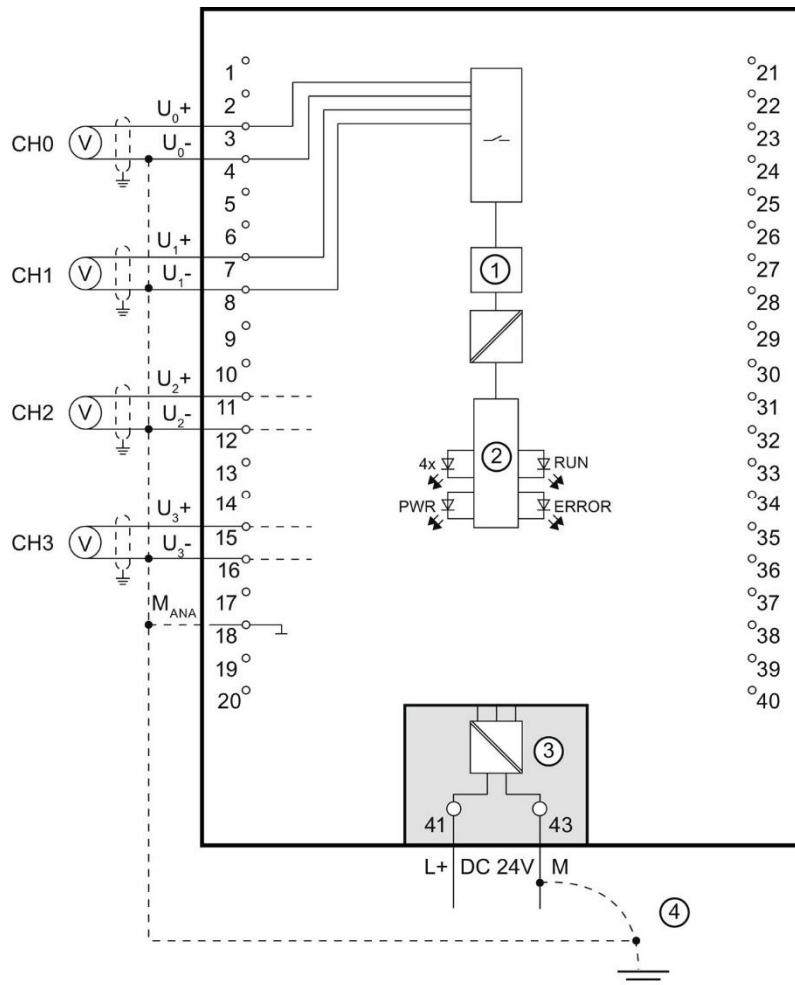 1 21
2 22
U0+
CH0 V 3 23
U0-
4 24
5 25
6 26
U1+
CH1 V 7 27
U1-
8 28
1
9 29
10 30
U2+
CH2 V 11 31
U2-
12 32
2
4x RUN
13 33
14 34
PWR ERROR
U3+
CH3 V 15 35
U3-
16 36
MANA 17 37
18 38
19 39
20 40
3
41 43
L+ DC 24V M
4